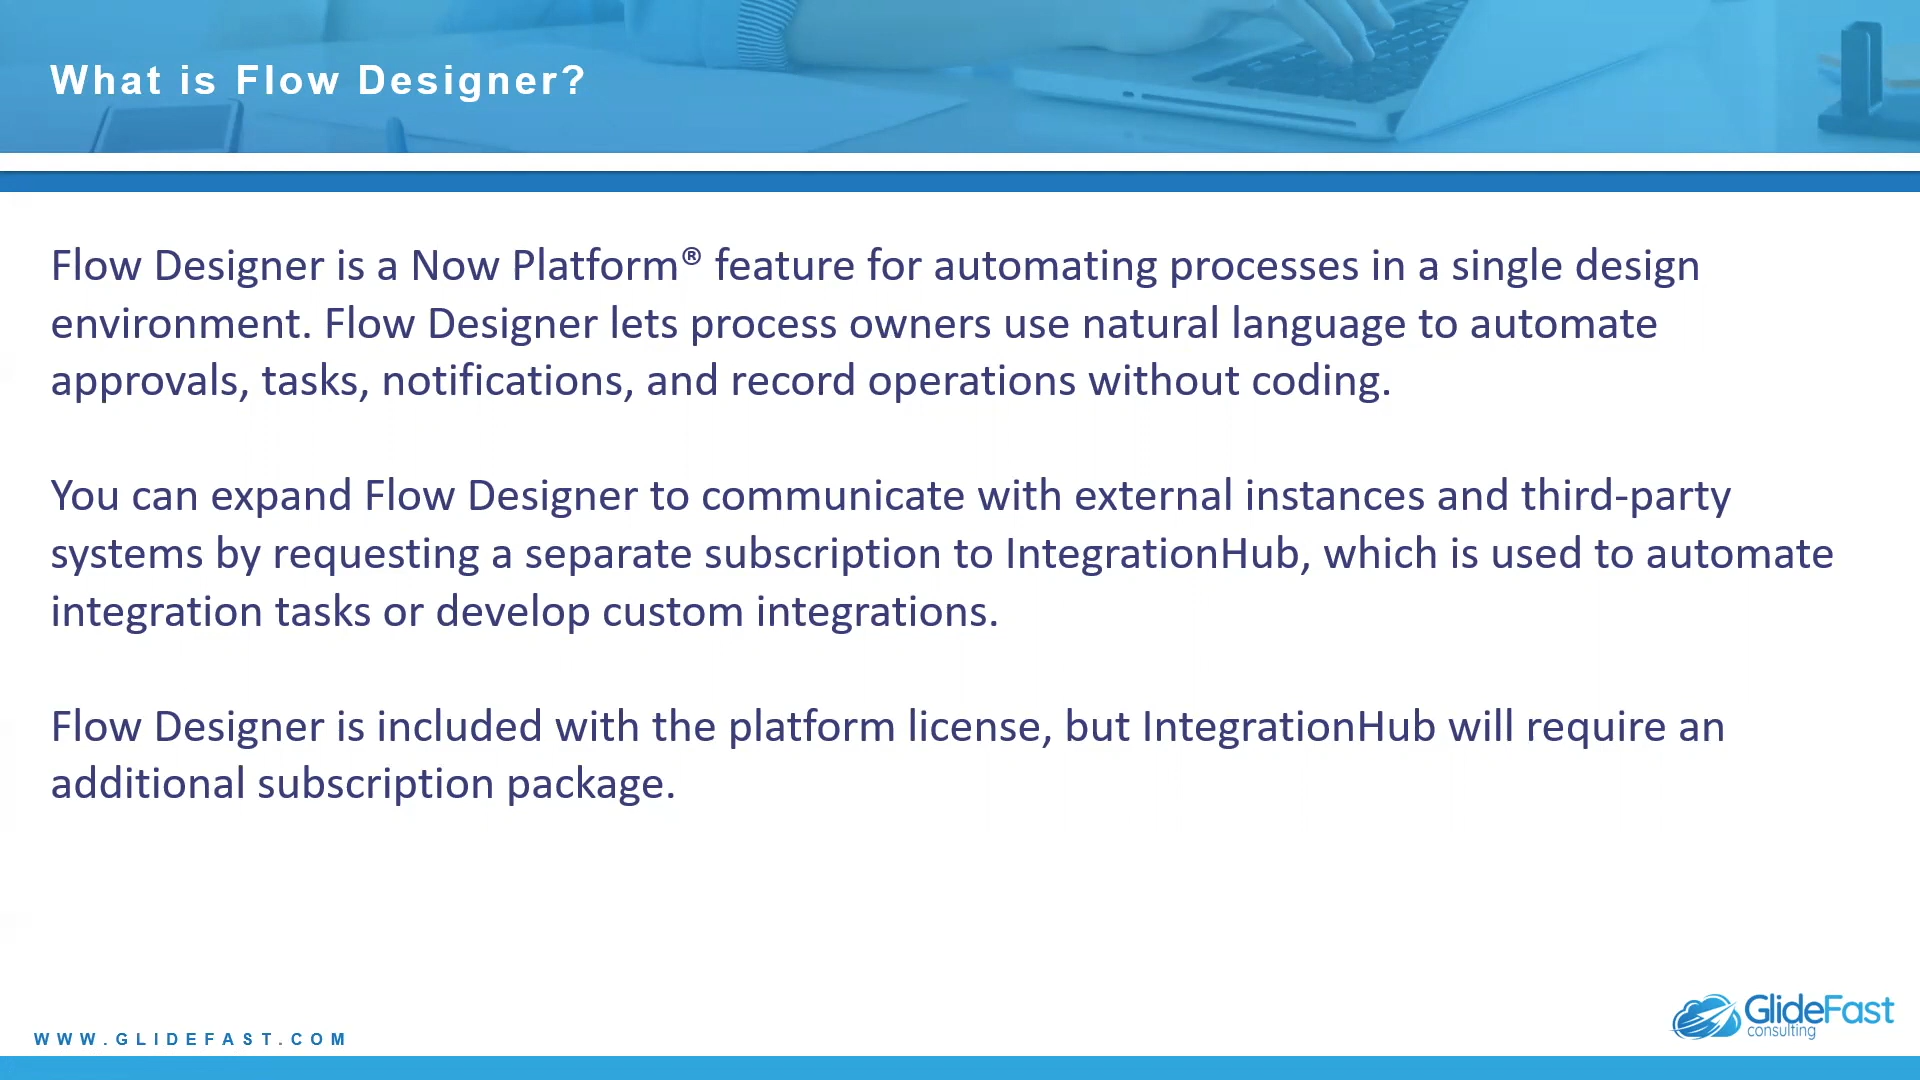 What is Flow Designer?
Flow Designer is a Now Platform® feature for automating processes in a single design
environment. Flow Designer lets process owners use natural language to automate
approvals, tasks, notifications, and record operations without coding.
You can expand Flow Designer to communicate with external instances and third-party
systems by requesting a separate subscription to IntegrationHub, which is used to automate
integration tasks or develop custom integrations.
Flow Designer is included with the platform license, but IntegrationHub will require an
additional subscription package.
WWW.GLIDEFAST.COM
GlideFast
consulting